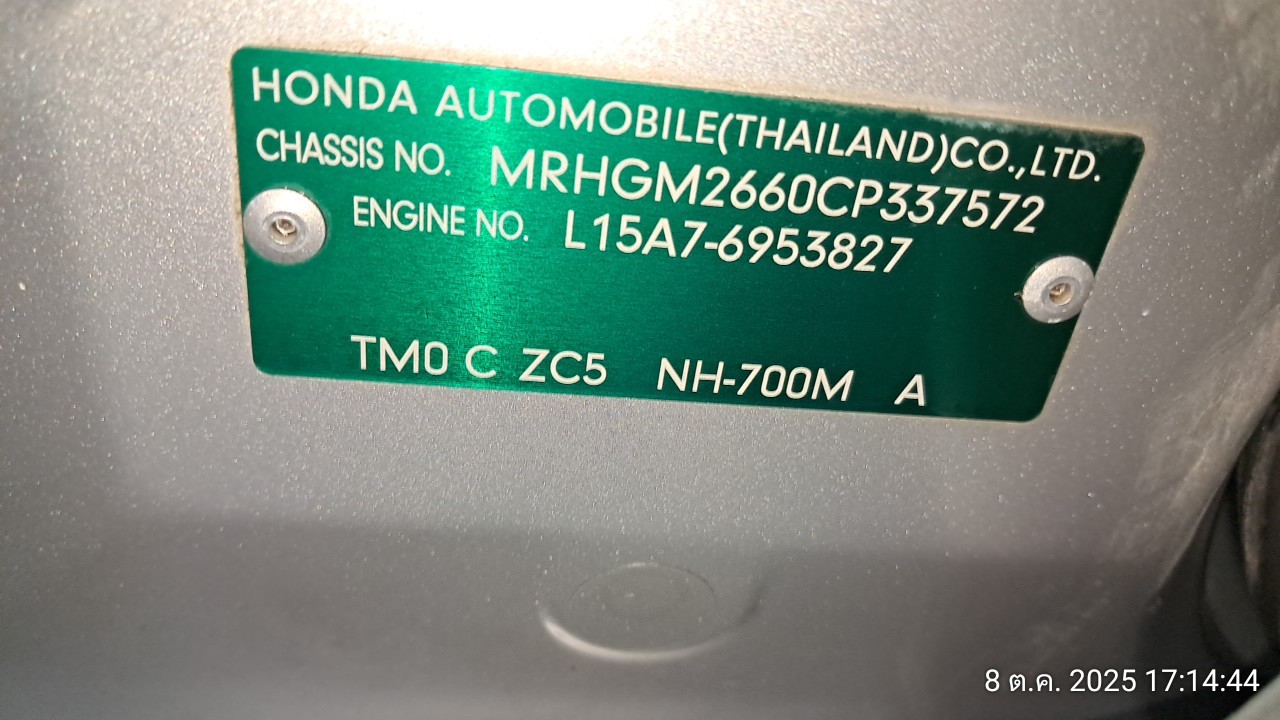 HONDA AUTOMOBILE(THAILAND)CO.,LTD.
CHASSIS NO. MRHGM2660CP337572
ENGINE NO. L15A7-6953827
TM0 C ZC5 NH-700M A
8 ต.ค. 2025 17:14:44